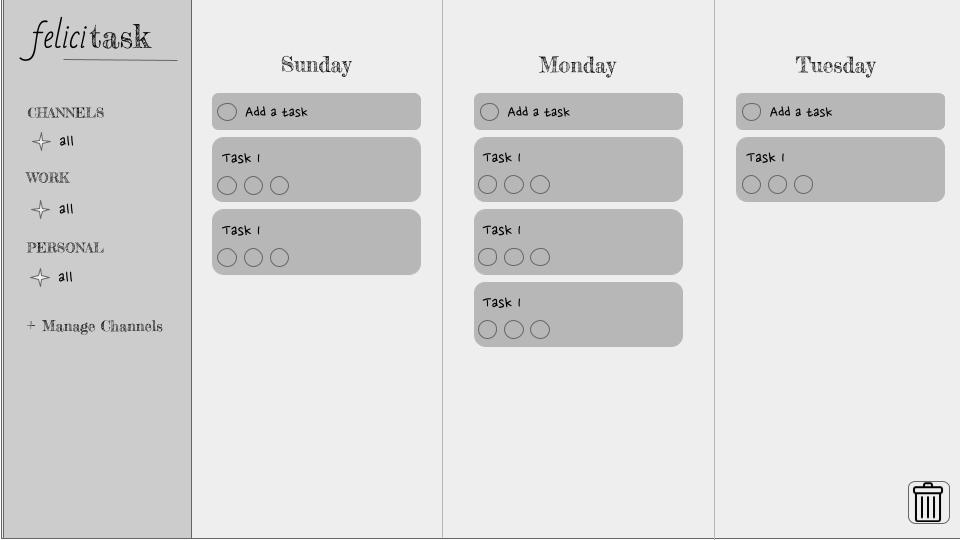 felicitask
CHANNELS
all
WORK
all
PERSONAL
all
+ Manage Channels
Sunday
Add a task
Task 1
Task 1
Monday
Add a task
Task 1
Task 1
Task 1
Tuesday
Add a task
Task 1